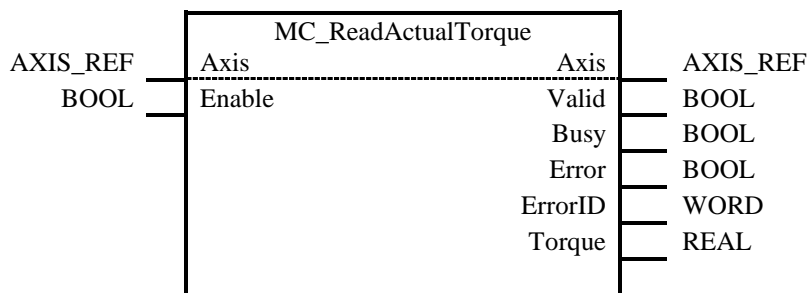 MC_ReadActualTorque
AXIS_REF Axis Axis AXIS_REF
BOOL Enable Valid BOOL
Busy BOOL
Error BOOL
ErrorID WORD
Torque REAL